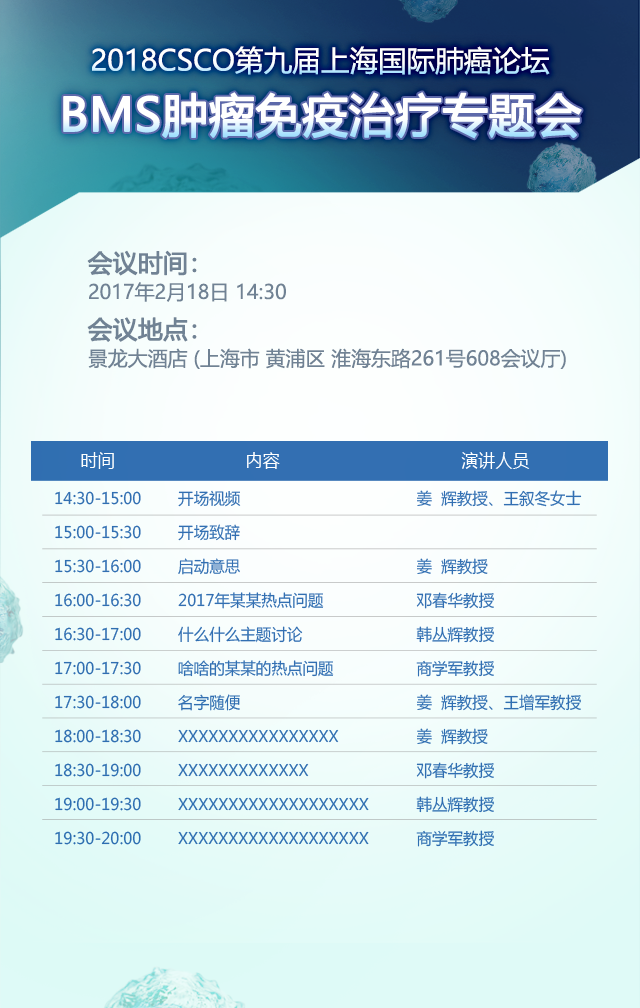 2018CSCO第九届上海国际肺癌论坛
BMS肿瘤免疫治疗专题会
会议时间：
2017年2月18日 14:30
会议地点：
景龙大酒店 (上海市 黄浦区 淮海东路261号608会议厅)
时间 内容 演讲人员
14:30-15:00 开场视频 姜 辉教授、王叙冬女士
15:00-15:30 开场致辞
15:30-16:00 启动意思 姜 辉教授
16:00-16:30 2017年某某热点问题 邓春华教授
16:30-17:00 什么什么主题讨论 韩丛辉教授
17:00-17:30 啥啥的某某的热点问题 商学军教授
17:30-18:00 名字随便 姜 辉教授、王增军教授
18:00-18:30 XXXXXXXXXXXXXXXX 姜 辉教授
18:30-19:00 XXXXXXXXXXXXX 邓春华教授
19:00-19:30 XXXXXXXXXXXXXXXXXXX 韩丛辉教授
19:30-20:00 XXXXXXXXXXXXXXXXXXX 商学军教授